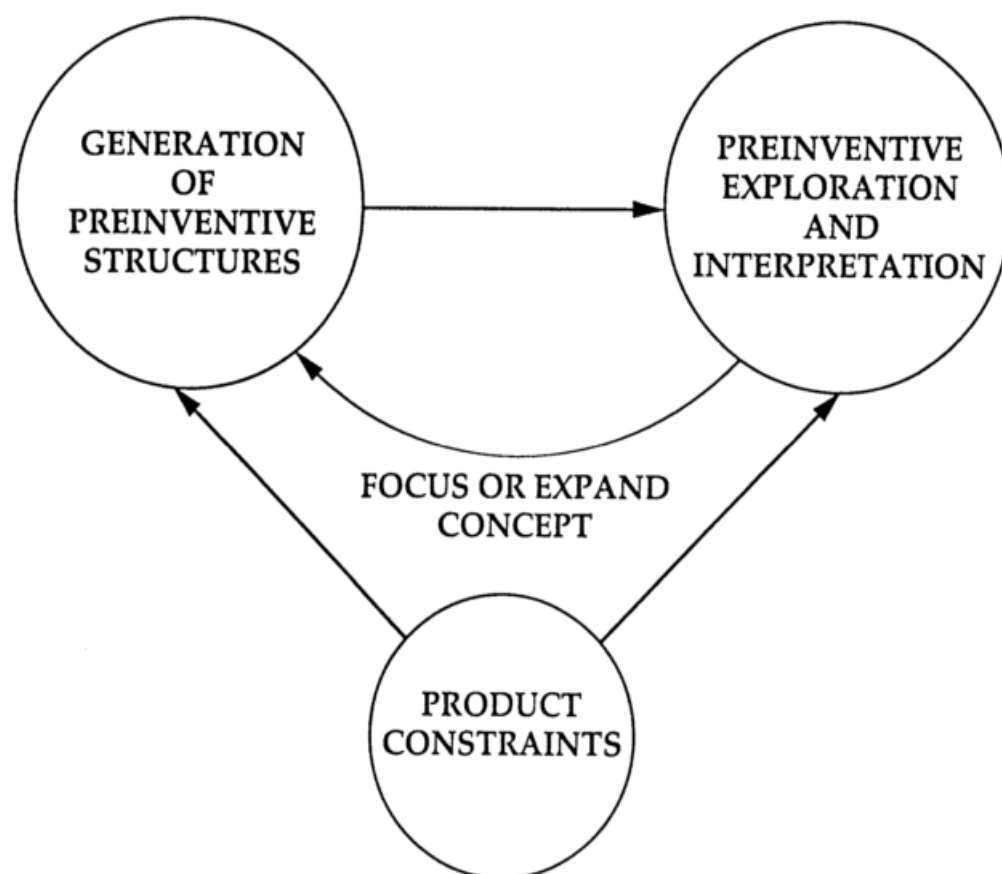 GENERATION
OF
PREINVENTIVE
STRUCTURES
PREINVENTIVE
EXPLORATION
AND
INTERPRETATION
FOCUS OR EXPAND
CONCEPT
PRODUCT
CONSTRAINTS